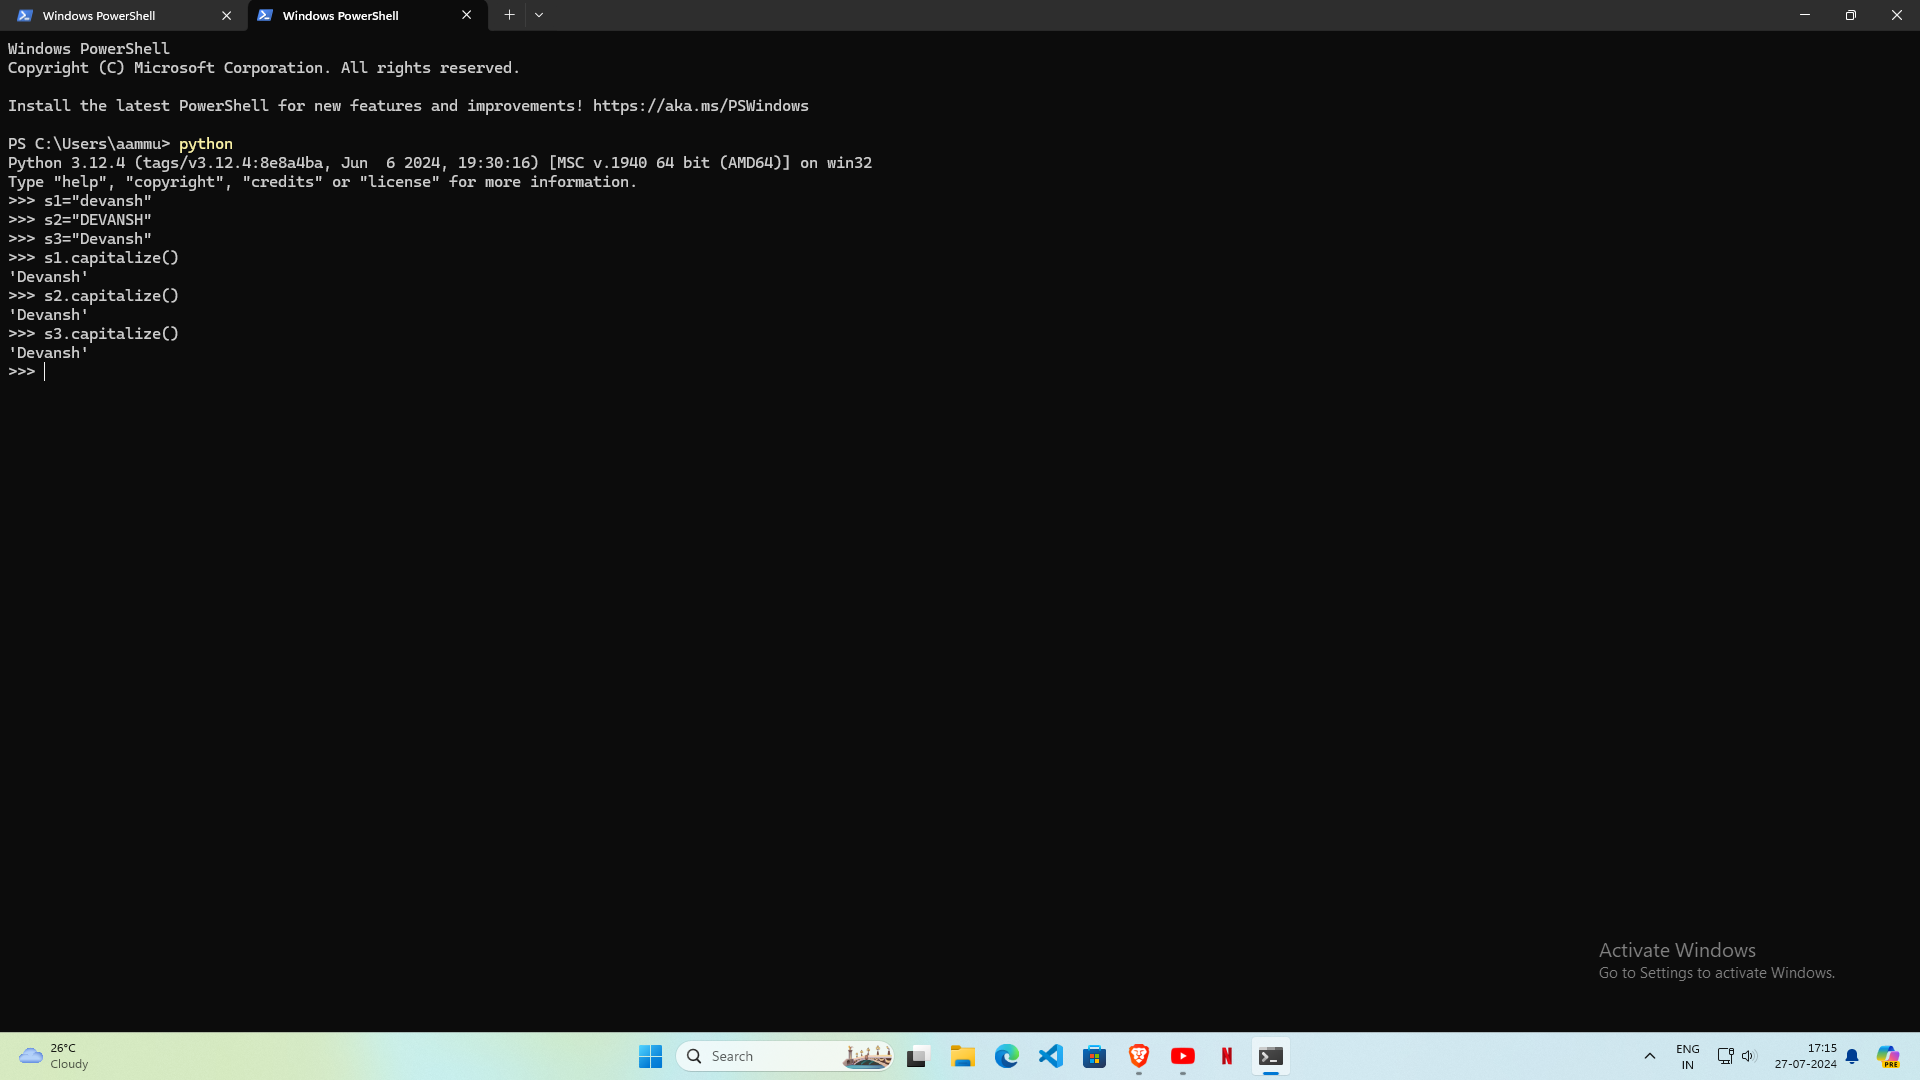 Windows PowerShell
Windows PowerShell
Windows PowerShell
Copyright (C) Microsoft Corporation. All rights reserved.
Install the latest PowerShell for new features and improvements! https://aka.ms/PSWindows
PS C:\Users\aammu> python
Python 3.12.4 (tags/v3.12.4:8e8a4ba, Jun  6 2024, 19:30:16) [MSC v.1940 64 bit (AMD64)] on win32
Type "help", "copyright", "credits" or "license" for more information.
>>> s1="devansh"
>>> s2="DEVANSH"
>>> s3="Devansh"
>>> s1.capitalize()
'Devansh'
>>> s2.capitalize()
'Devansh'
>>> s3.capitalize()
'Devansh'
>>>
Activate Windows
Go to Settings to activate Windows.
26°C
Cloudy
Search
N
ENG
IN
17:15
27-07-2024
PRE